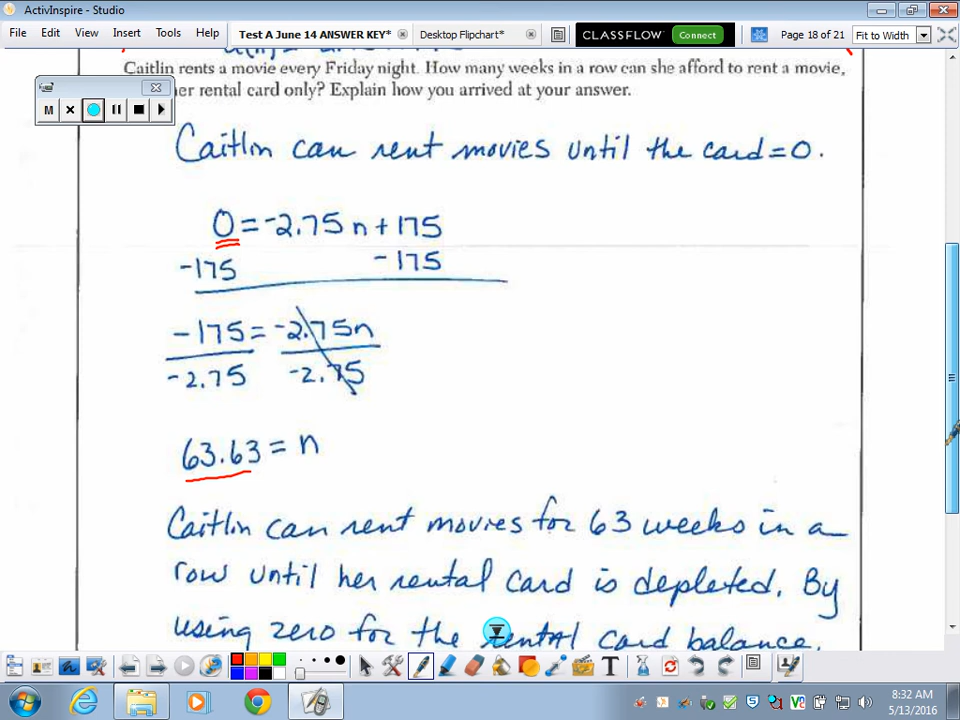 ActivInspire - Studio
File Edit View Insert Tools Help Test A June 14 ANSWER KEY* Desktop Flipchart* CLASSFLOW Connect Page 18 of 21 Fit to Width
Caitlin rents a movie every Friday night. How many weeks in a row can she afford to rent a movie,
her rental card only? Explain how you arrived at your answer.
M
Caitlin can rent movies until the card = 0.
0 = -2.75n + 175
-175 -175
-175 = -2.75n
-2.75 -2.75
63.63 = n
Caitlin can rent movies for 63 weeks in a
row until her rental card is depleted. By
using zero for the rental card balance,
8:32 AM
5/13/2016